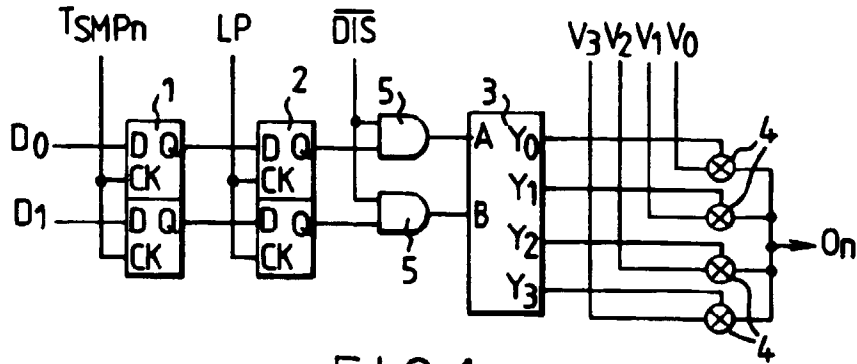 TSMPn LP DIS V3 V2 V1 V0
1 2 5 3 4
D0 D Q D Q A Y0
CK CK Y1
D1 D Q D Q B Y2 On
CK CK 5 Y3 4
4